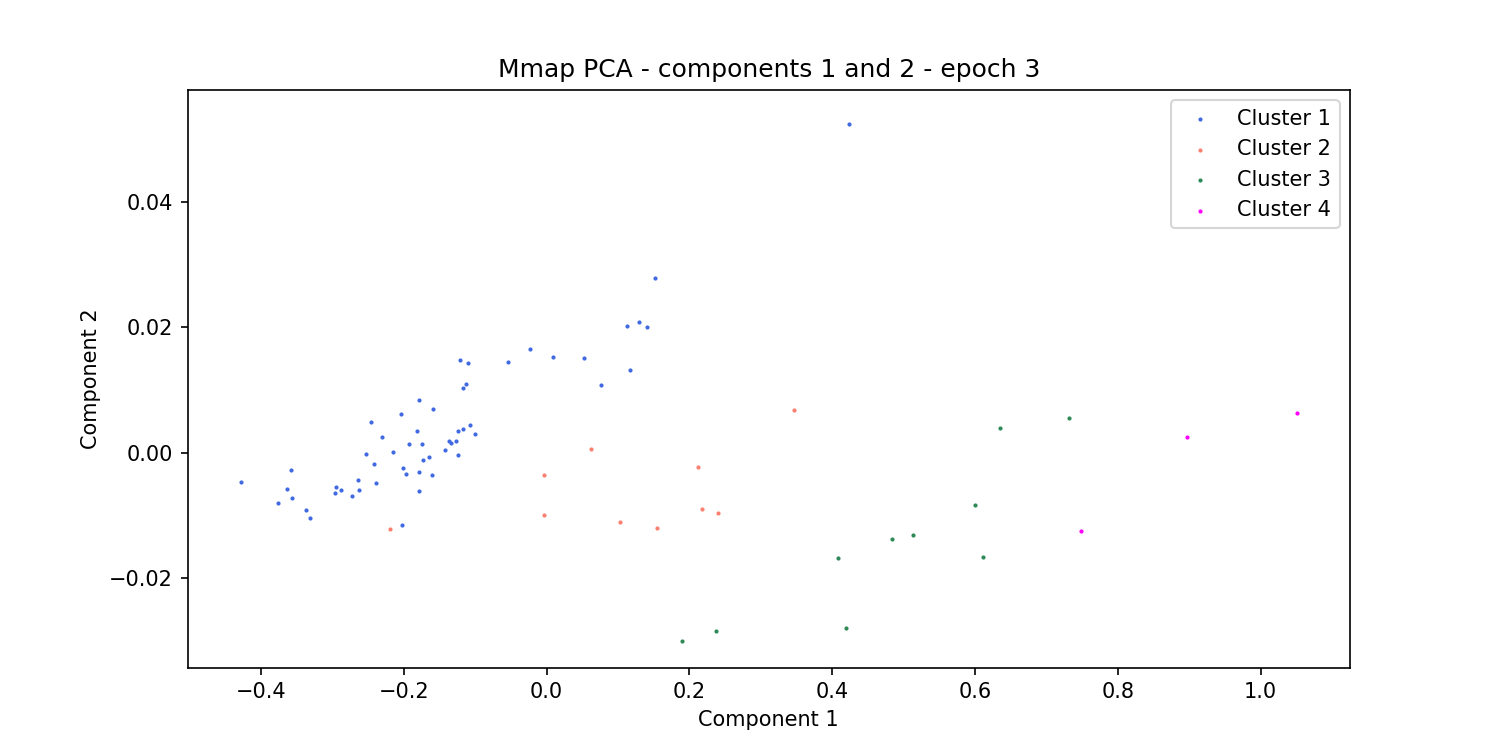 Mmap PCA - components 1 and 2 - epoch 3
Cluster 1
Cluster 2
Cluster 3
Cluster 4
0.04
0.02
0.00
−0.02
Component 2
−0.4 −0.2 0.0 0.2 0.4 0.6 0.8 1.0
Component 1